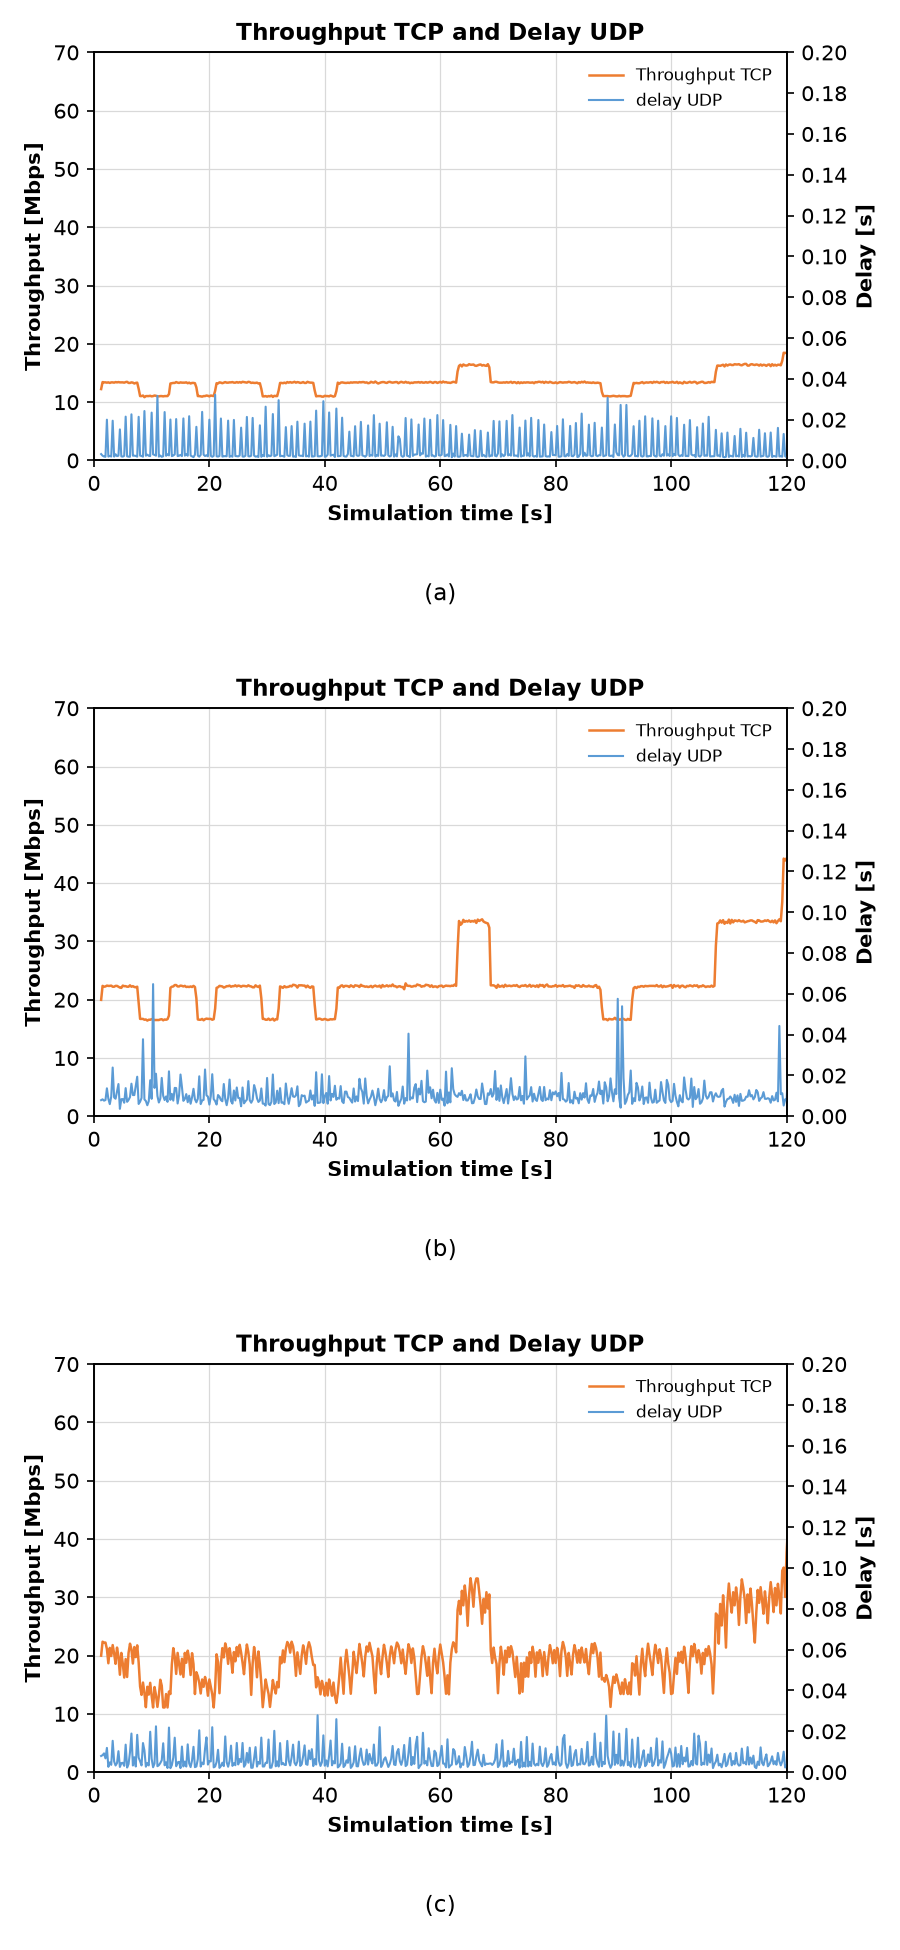 Throughput TCP and Delay UDP
70 0.20
Throughput TCP
0.18
delay UDP
60
0.16
50
0.14
40 0.12
0.10
30
0.08
20 0.06
0.04
10
0.02
0 0.00
0 20 40 60 80 100 120
Throughput [Mbps]
Delay [s]
Simulation time [s]
(a)
Throughput TCP and Delay UDP
70 0.20
Throughput TCP
0.18
delay UDP
60
0.16
50
0.14
40 0.12
0.10
30
0.08
20 0.06
0.04
10
0.02
0 0.00
0 20 40 60 80 100 120
Throughput [Mbps]
Delay [s]
Simulation time [s]
(b)
Throughput TCP and Delay UDP
70 0.20
Throughput TCP
0.18
delay UDP
60
0.16
50
0.14
40 0.12
0.10
30
0.08
20 0.06
0.04
10
0.02
0 0.00
0 20 40 60 80 100 120
Throughput [Mbps]
Delay [s]
Simulation time [s]
(c)